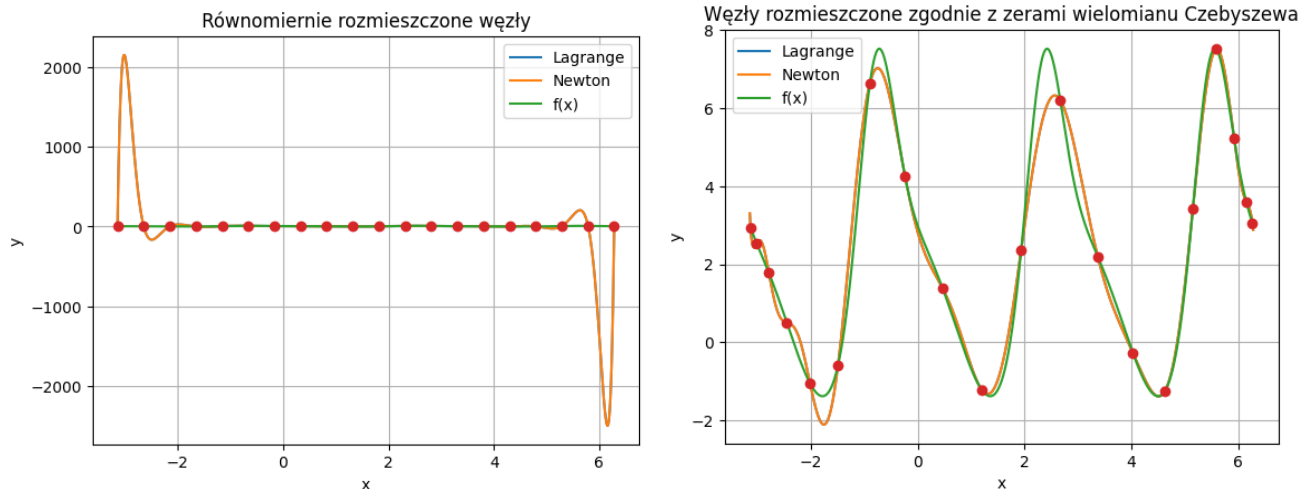 Równomiernie rozmieszczone węzły
2000
1000
0
−1000
−2000
y
−2
0
2
4
6
x
Lagrange
Newton
f(x)
Węzły rozmieszczone zgodnie z zerami wielomianu Czebyszewa
8
6
4
2
0
−2
y
−2
0
2
4
6
x
Lagrange
Newton
f(x)